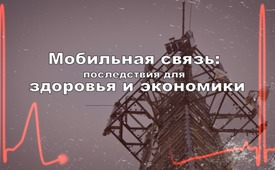 Мобильная связь:
последствия для
здоровья и экономики